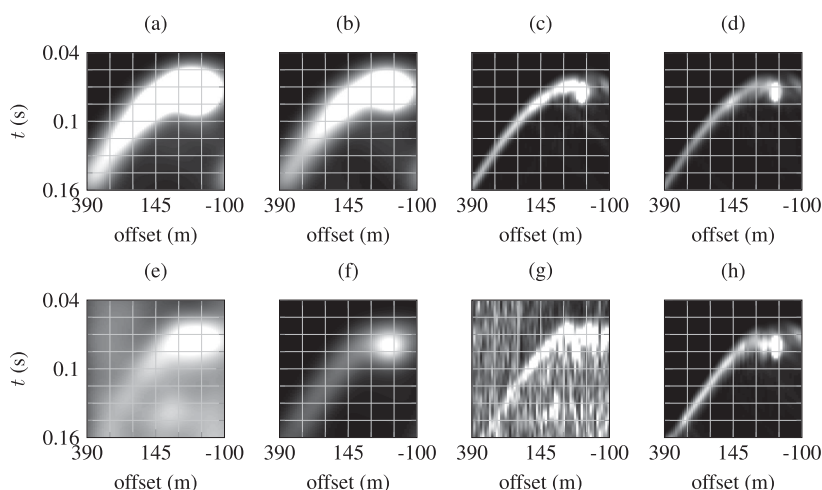 (a) (b) (c) (d)
0.04
0.1
0.16
t (s)
390 145 -100 390 145 -100 390 145 -100 390 145 -100
offset (m) offset (m) offset (m) offset (m)
(e) (f) (g) (h)
0.04
0.1
0.16
t (s)
390 145 -100 390 145 -100 390 145 -100 390 145 -100
offset (m) offset (m) offset (m) offset (m)